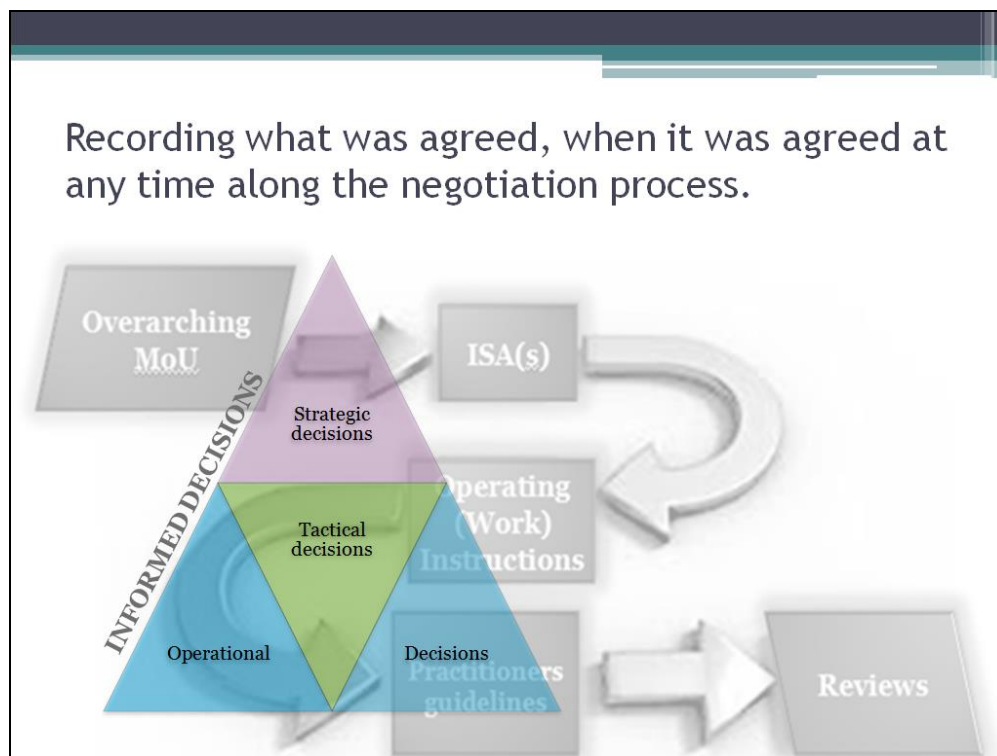 Recording what was agreed, when it was agreed at
any time along the negotiation process.
Overarching
MoU
ISA(s)
INFORMED DECISIONS
Strategic
decisions
Operating
(Work)
Instructions
Tactical
decisions
Operational
Decisions
Practitioners
guidelines
Reviews